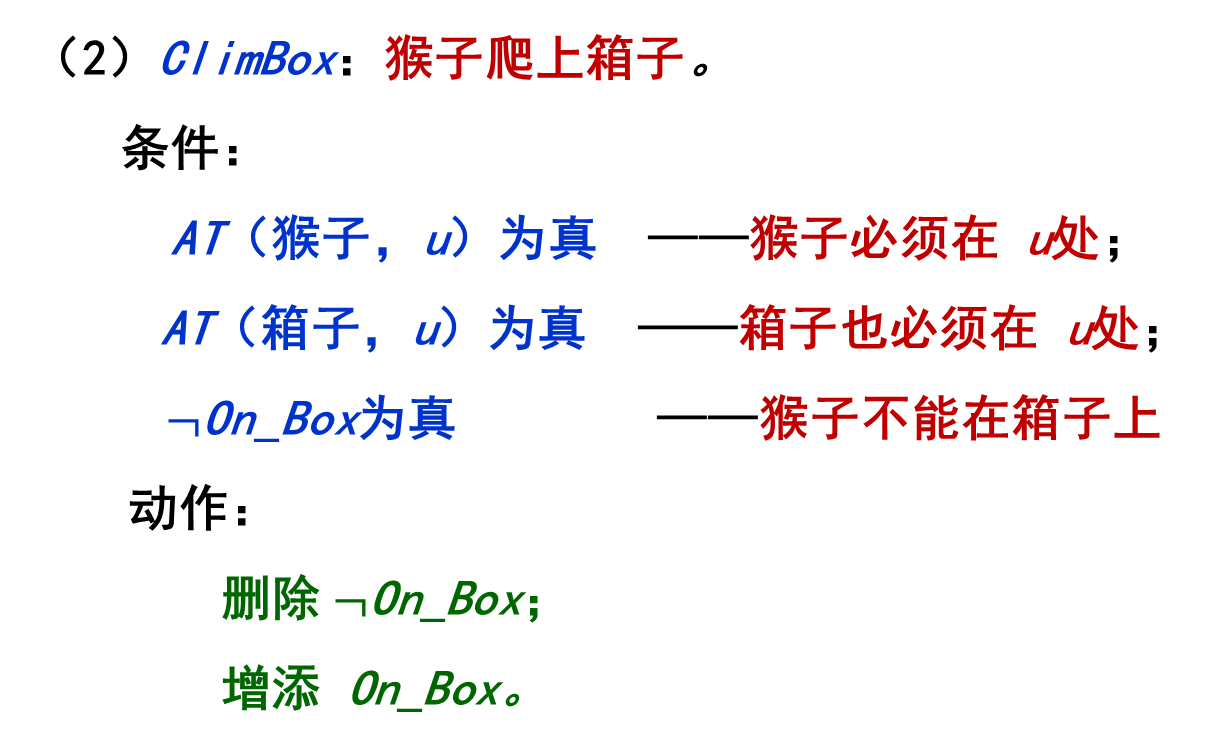 （2）ClimBox：猴子爬上箱子。
条件：
AT（猴子，u）为真 ——猴子必须在 u处；
AT（箱子，u）为真 ——箱子也必须在 u处；
¬On_Box为真 ——猴子不能在箱子上
动作：
删除 ¬On_Box；
增添 On_Box。